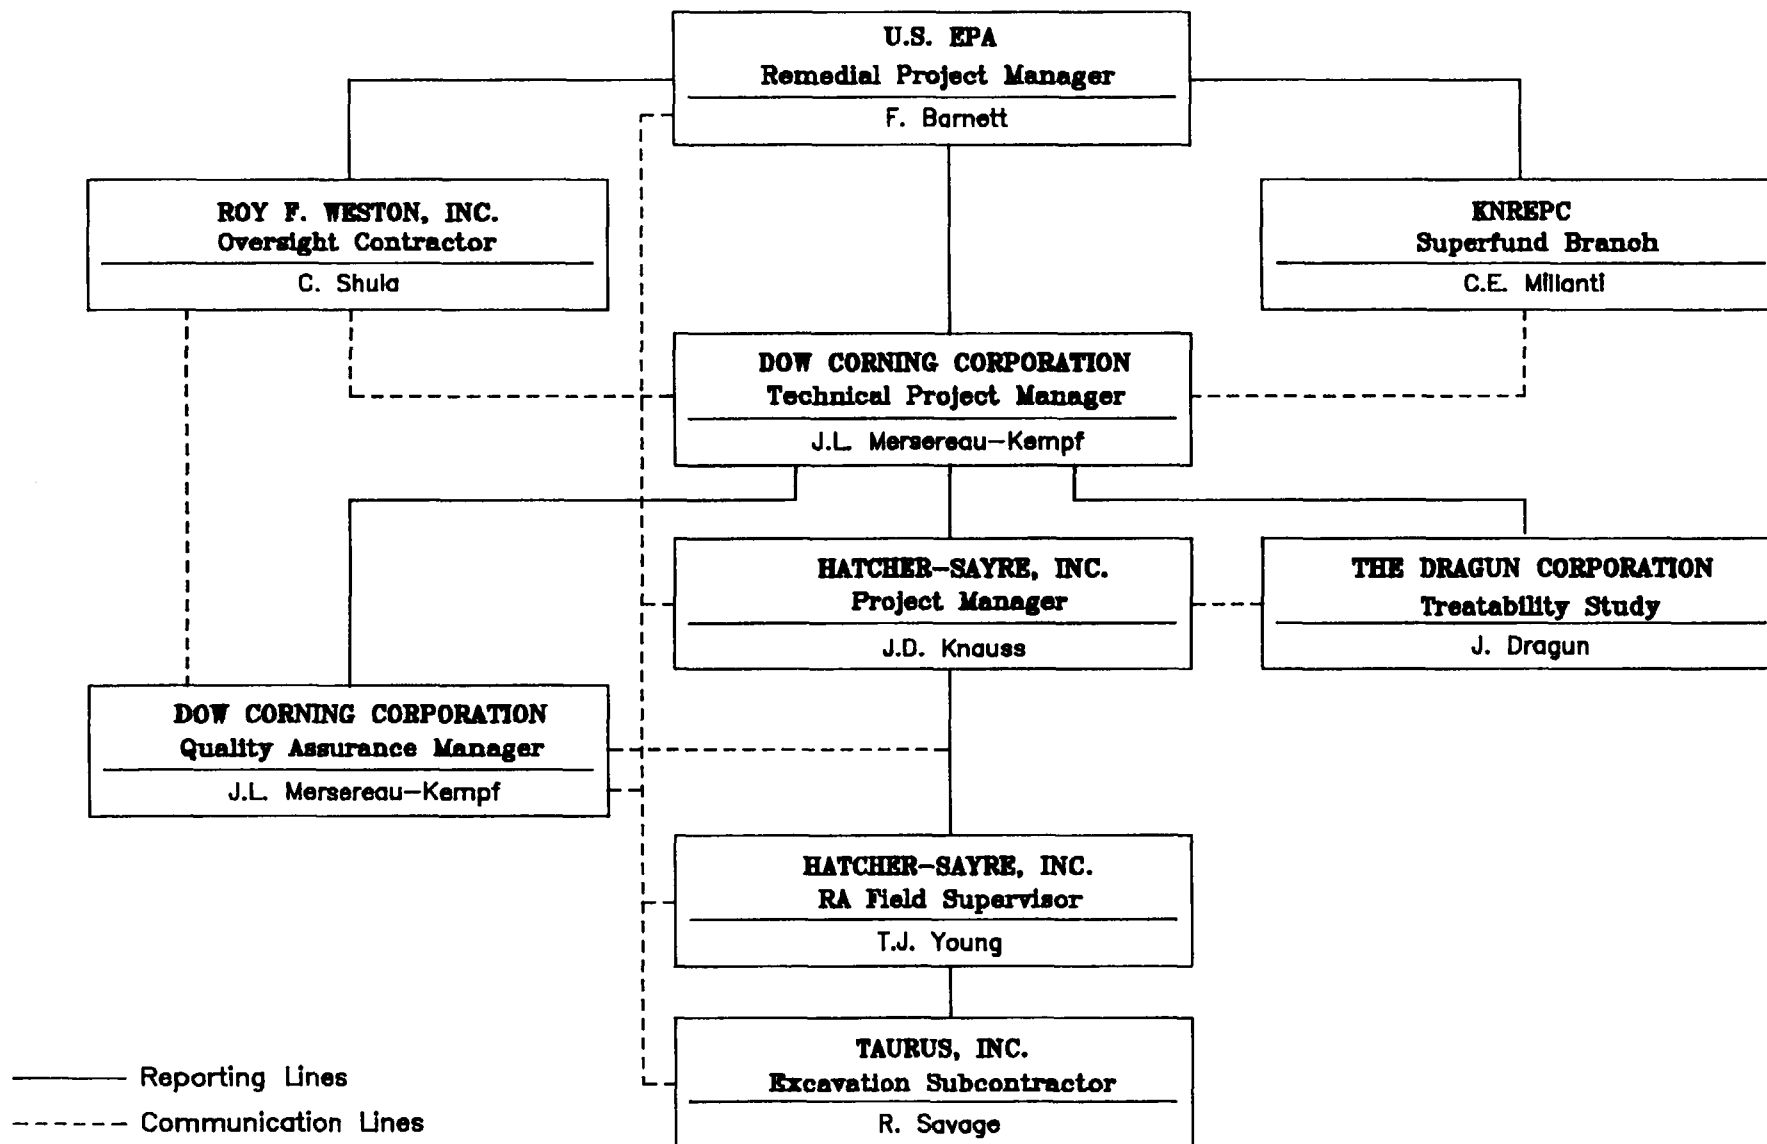 U.S. EPA
Remedial Project Manager
F. Barnett
ROY F. WESTON, INC.
Oversight Contractor
C. Shula
KNREPC
Superfund Branch
C.E. Millanti
DOW CORNING CORPORATION
Technical Project Manager
J.L. Mersereau-Kempf
HATCHER-SAYRE, INC.
Project Manager
J.D. Knauss
THE DRAGUN CORPORATION
Treatability Study
J. Dragun
DOW CORNING CORPORATION
Quality Assurance Manager
J.L. Mersereau-Kempf
HATCHER-SAYRE, INC.
RA Field Supervisor
T.J. Young
TAURUS, INC.
Excavation Subcontractor
R. Savage
Reporting Lines
Communication Lines